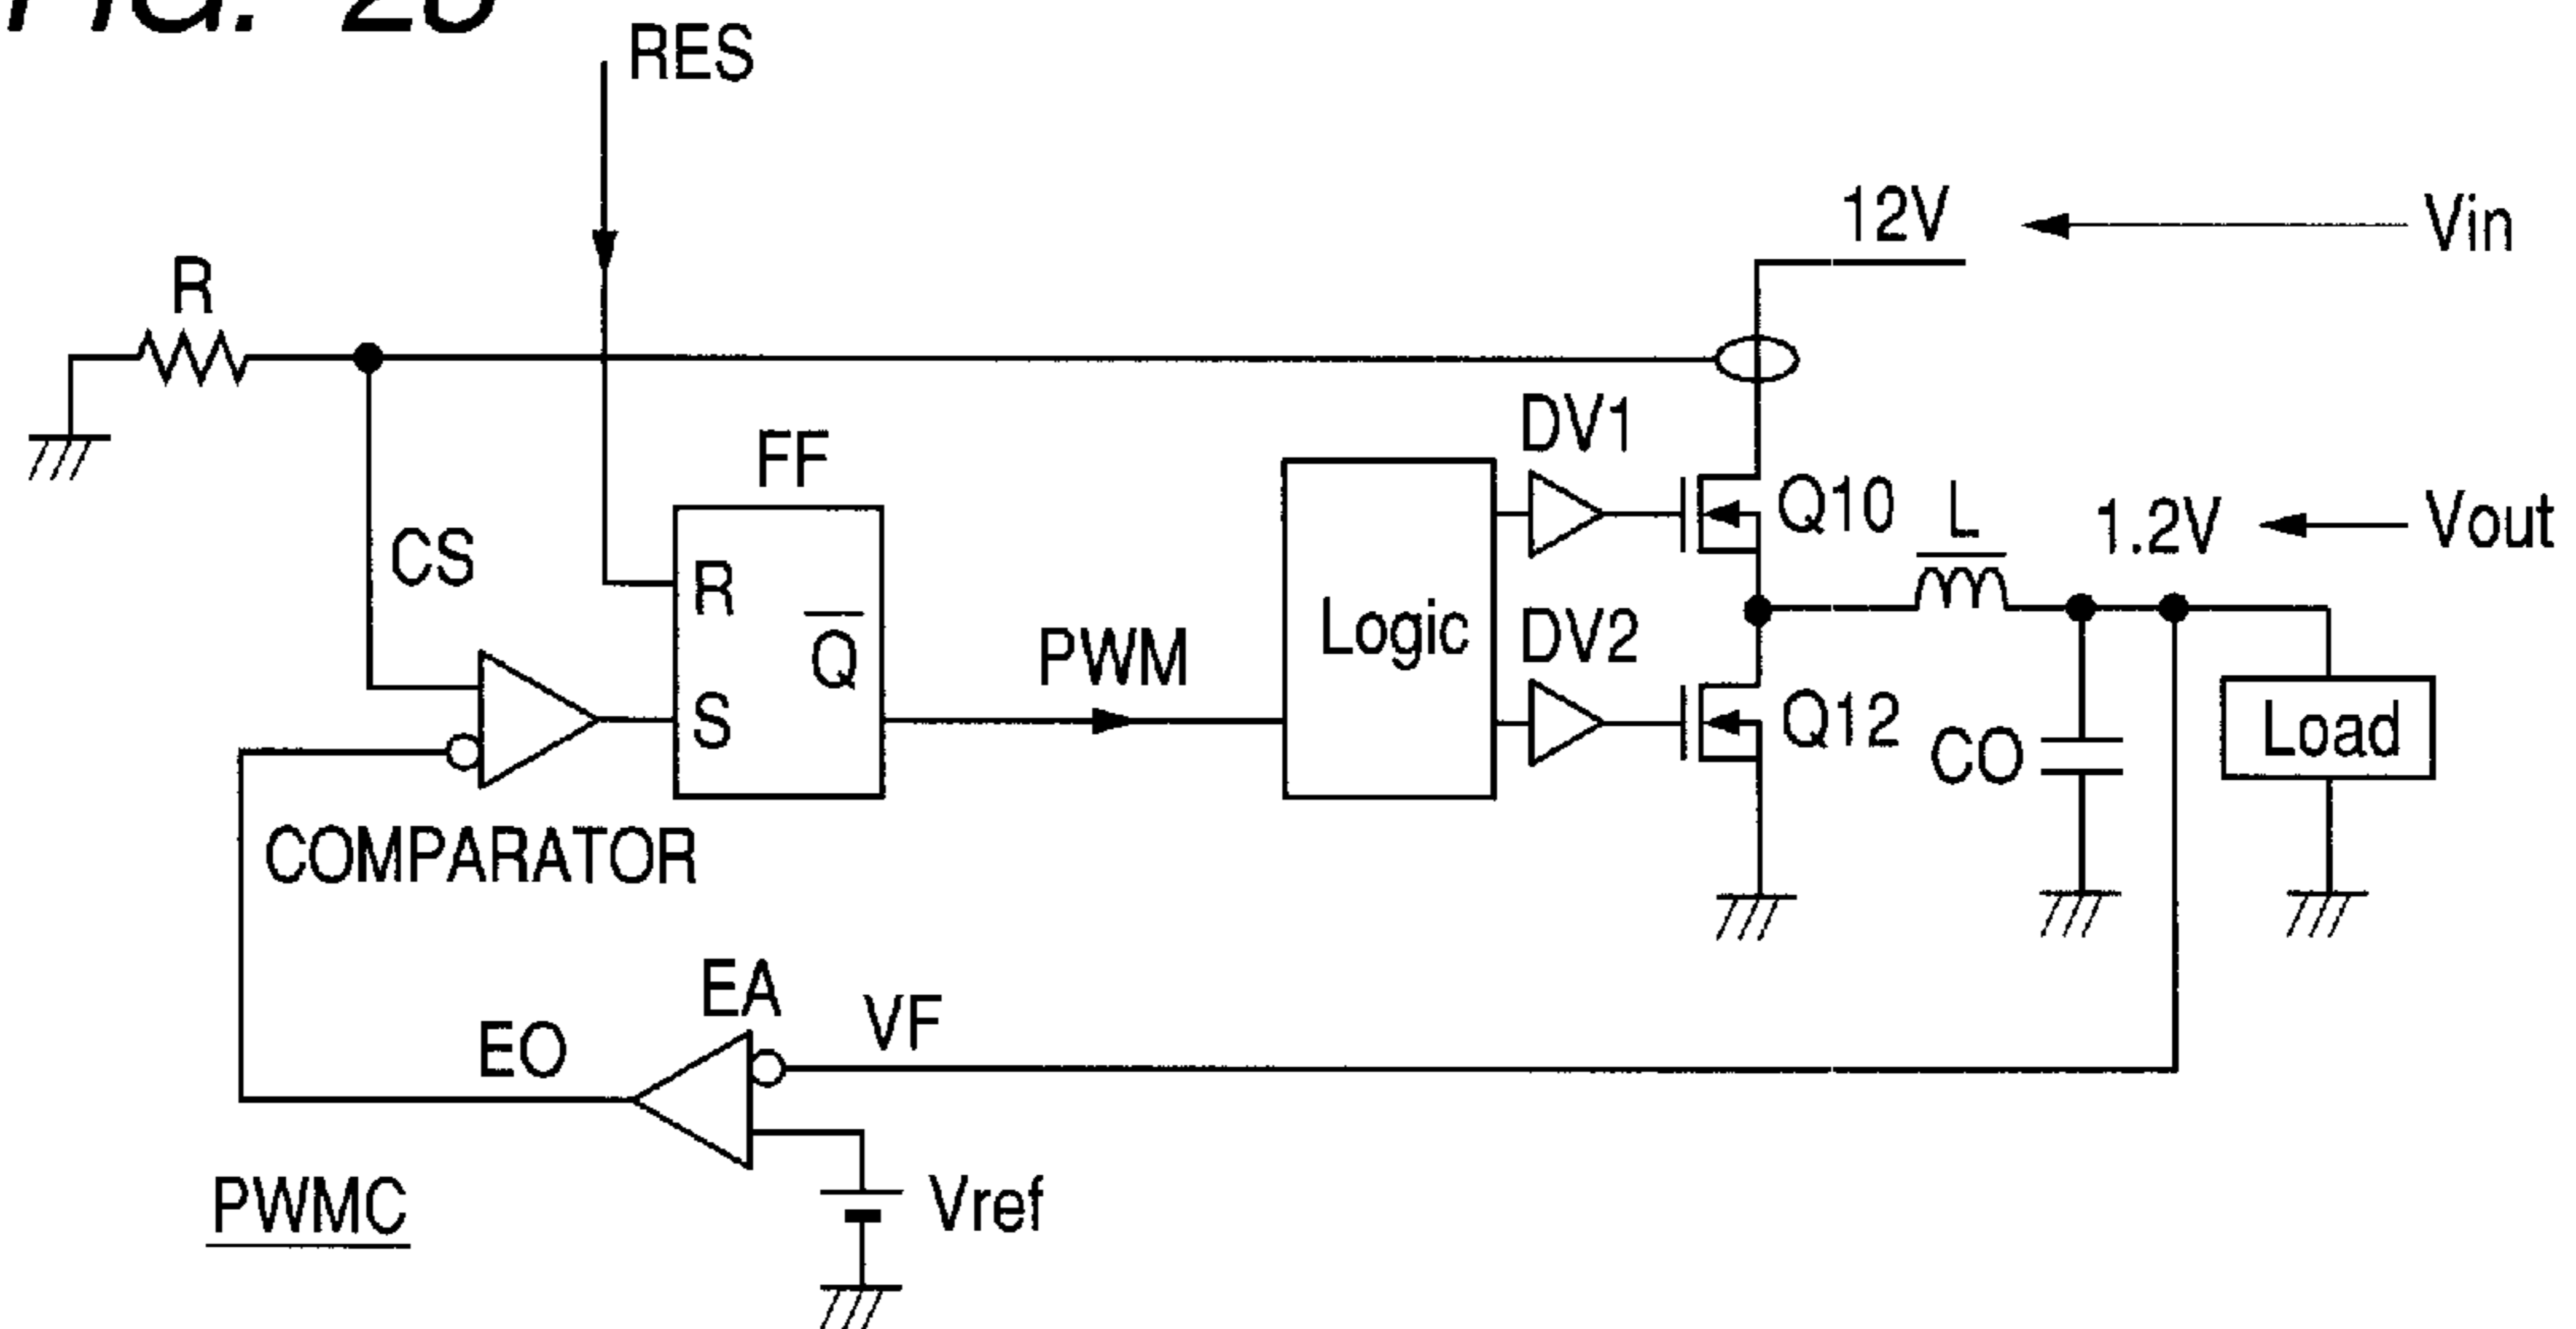 FIG.
RES
12V
Vin
R
DV1
FF
Q10
L
1.2V
Vout
CS
R
Q
S
PWM
Logic
DV2
Q12
CO
Load
COMPARATOR
EA
VF
EO
PWMC
Vref